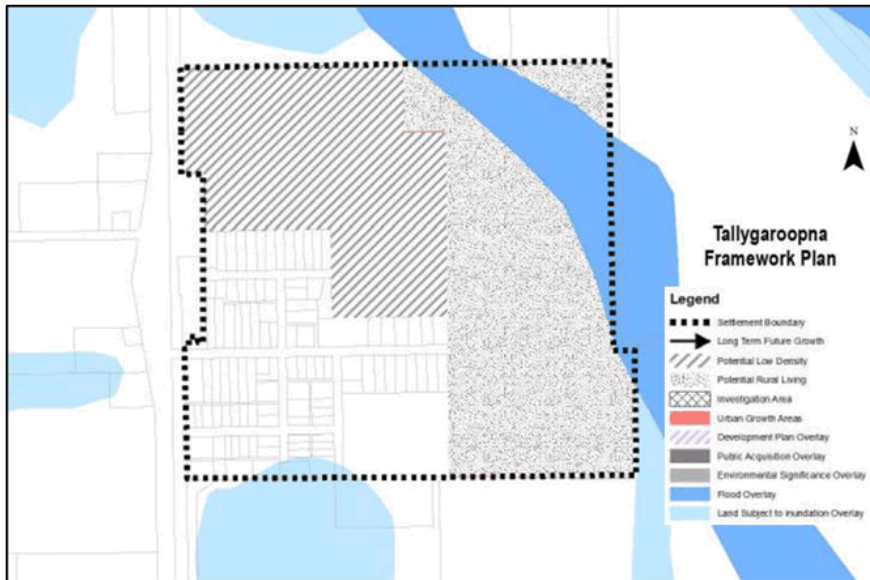 N
Tallygaroopna
Framework Plan
Legend
Settlement Boundary
Long Term Future Growth
Potential Low Density
Potential Rural Living
Investigation Area
Urban Growth Areas
Development Plan Overlay
Public Acquisition Overlay
Environmental Significance Overlay
Flood Overlay
Land Subject to inundation Overlay